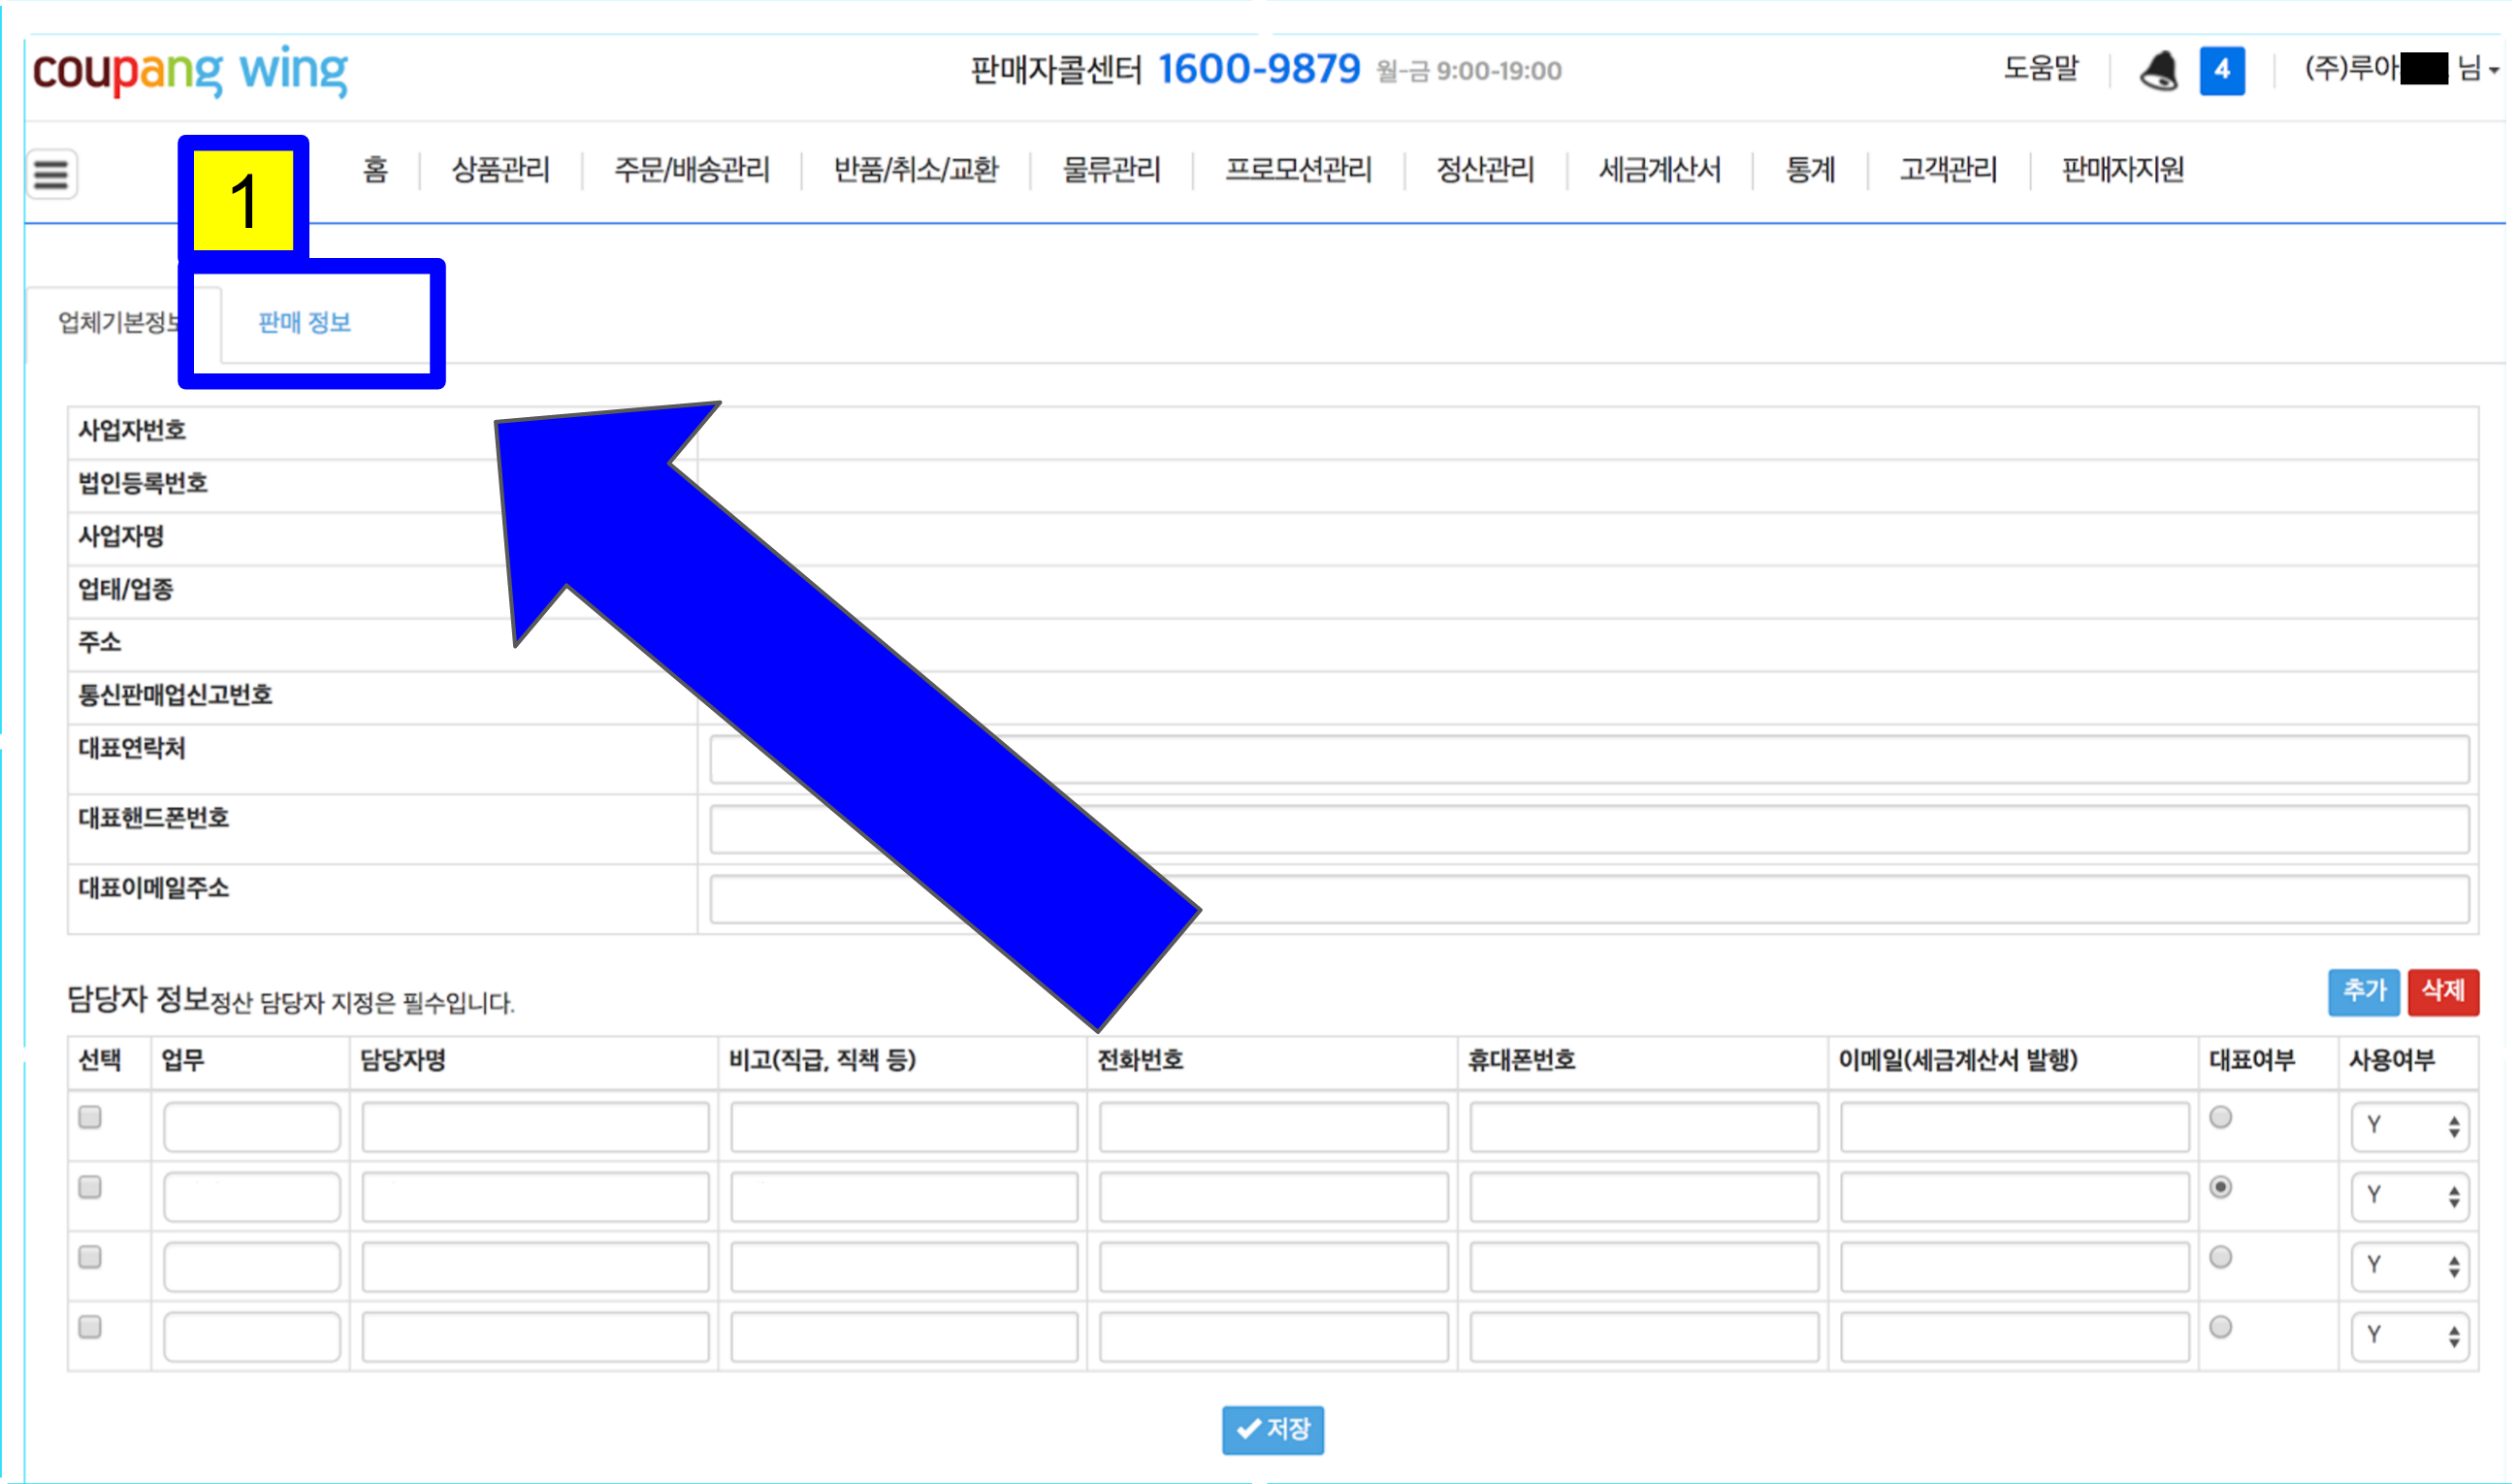 coupang wing
판매자콜센터 1600-9879 월-금 9:00-19:00
도움말 4 (주)루아 님
1
홈 상품관리 주문/배송관리 반품/취소/교환 물류관리 프로모션관리 정산관리 세금계산서 통계 고객관리 판매자지원
업체기본정보 판매 정보
사업자번호
법인등록번호
사업자명
업태/업종
주소
통신판매업신고번호
대표연락처
대표핸드폰번호
대표이메일주소
담당자 정보정산 담당자 지정은 필수입니다. 추가 삭제
선택 업무 담당자명 비고(직급, 직책 등) 전화번호 휴대폰번호 이메일(세금계산서 발행) 대표여부 사용여부
Y
Y
Y
Y
저장